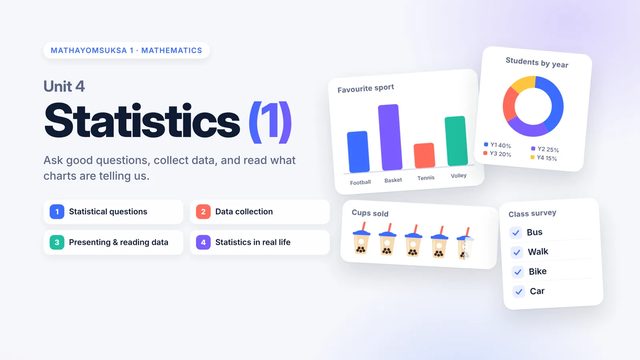 MATHAYOMSUKSA 1 · MATHEMATICS
Unit 4
Statistics (1)
Ask good questions, collect data, and read what
charts are telling us.
1 Statistical questions
2 Data collection
3 Presenting & reading data
4 Statistics in real life
Favourite sport
Football Basket Tennis Volley
Students by year
Y1 40% Y2 25%
Y3 20% Y4 15%
Cups sold
Class survey
Bus
Walk
Bike
Car